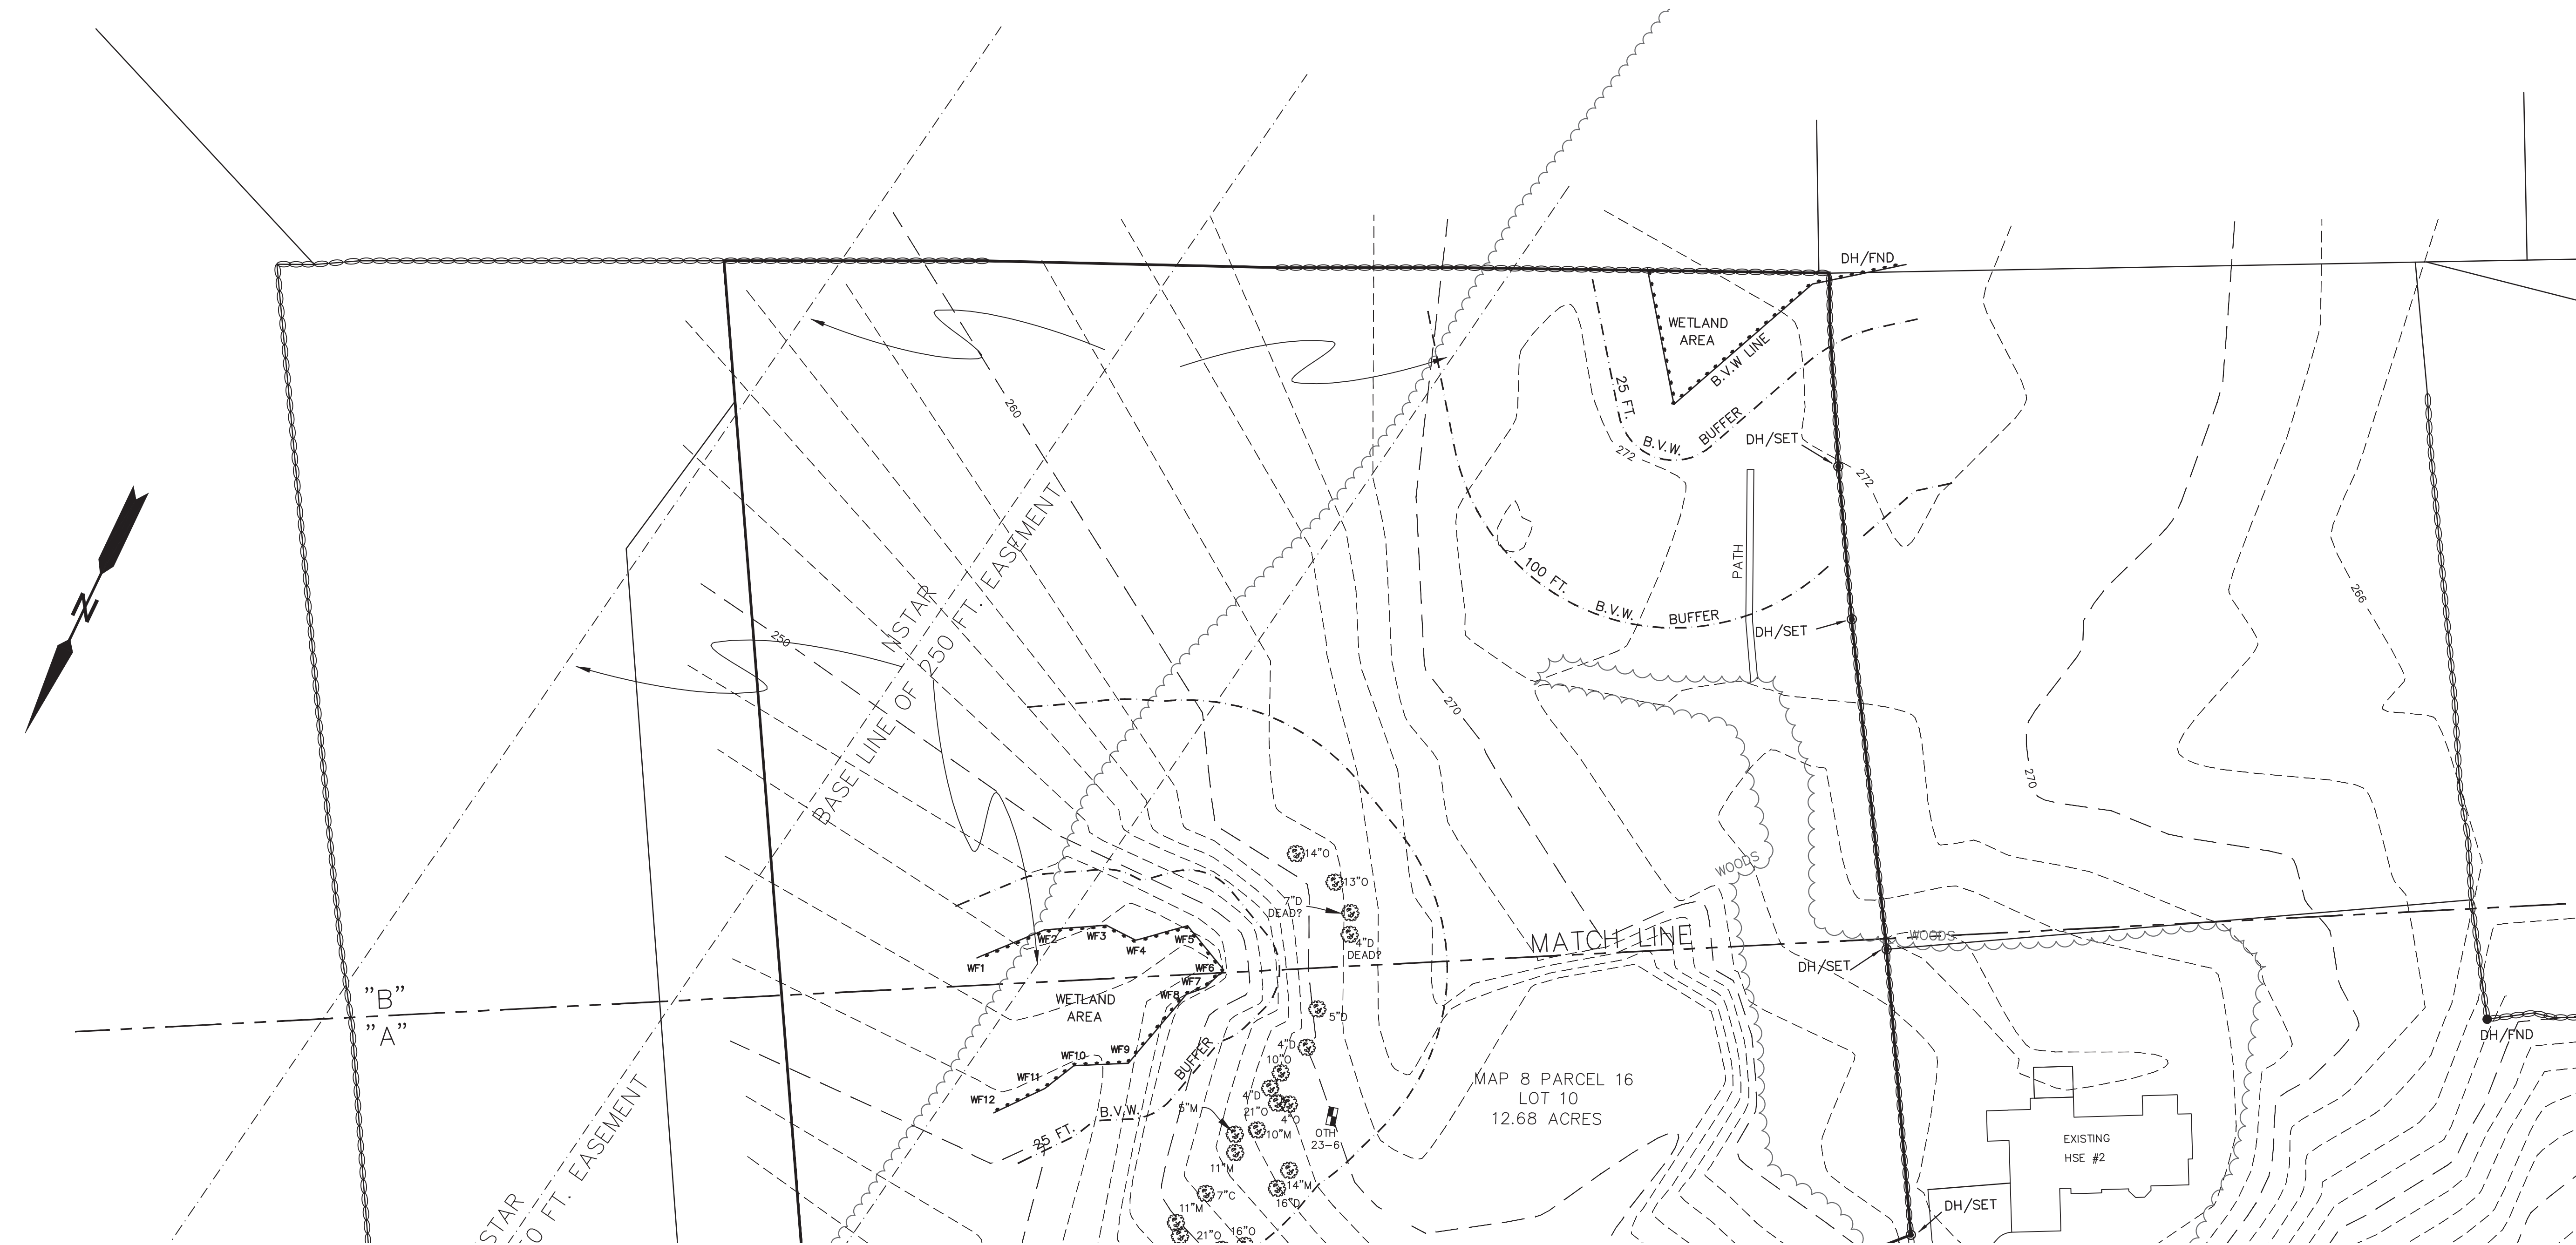 DH/FND
WETLAND
AREA
B.V.W LINE
25 FT.
B.V.W.
BUFFER
260
272
DH/SET
272
NSTAR
BASE LINE OF 250 FT. EASEMENT
100 FT.
B.V.W.
BUFFER
PATH
DH/SET
266
N
250
270
270
14"O
13"O
7"D
DEAD?
4"D
DEAD?
WOODS
MATCH LINE
WOODS
DH/SET
WF1
WF2
WF3
WF4
WF5
WF6
WF7
WF8
WF9
WF10
WF11
WF12
WETLAND
AREA
"B"
"A"
5"D
4"D
10"O
4"D
21"O
4"O
10"M
5"M
11"M
14"M
16"D
7"C
11"M
21"O
16"O
OTH
23-6
25 FT.
B.V.W.
BUFFER
MAP 8 PARCEL 16
LOT 10
12.68 ACRES
DH/FND
EXISTING
HSE #2
DH/SET
STAR
0 FT. EASEMENT